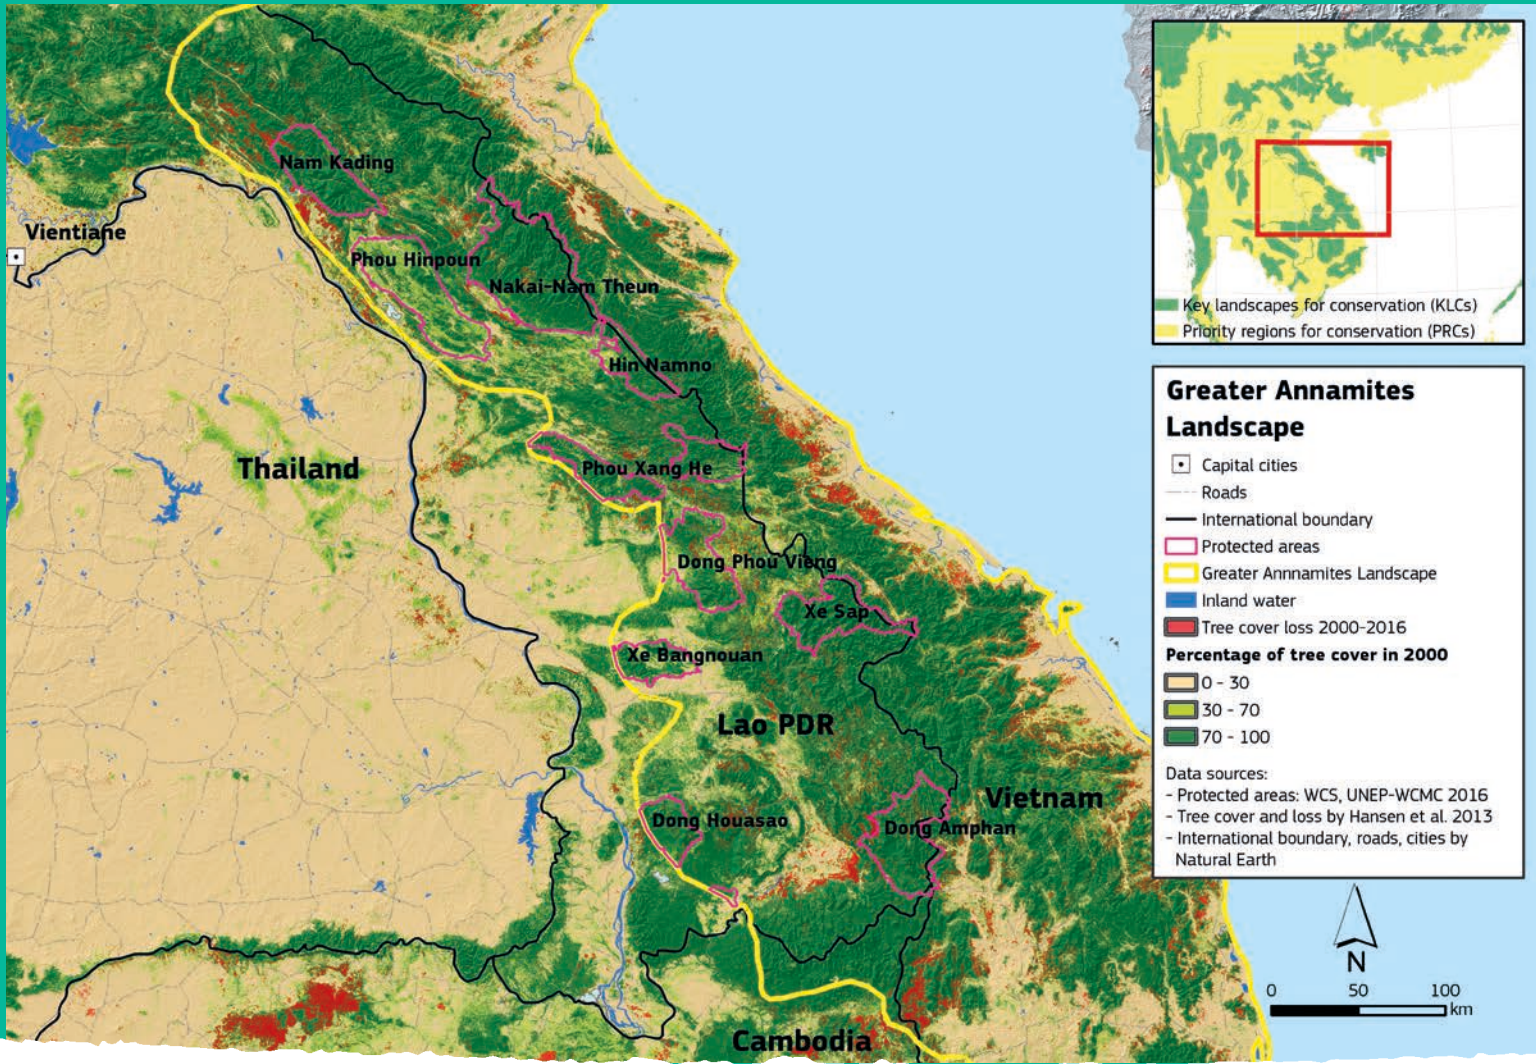 Nam Kading
Vientiane
Phou Hinpoun
Nakai-Nam Theun
Hin Namno
Thailand
Phou Xang He
Dong Phou Vieng
Xe Sap
Xe Bangnouan
Lao PDR
Vietnam
Dong Houasao
Dong Amphan
Cambodia
Key landscapes for conservation (KLCs)
Priority regions for conservation (PRCs)
Greater Annamites
Landscape
Capital cities
Roads
International boundary
Protected areas
Greater Annnamites Landscape
Inland water
Tree cover loss 2000-2016
Percentage of tree cover in 2000
0 - 30
30 - 70
70 - 100
Data sources:
- Protected areas: WCS, UNEP-WCMC 2016
- Tree cover and loss by Hansen et al. 2013
- International boundary, roads, cities by
Natural Earth
N
0 50 100
km